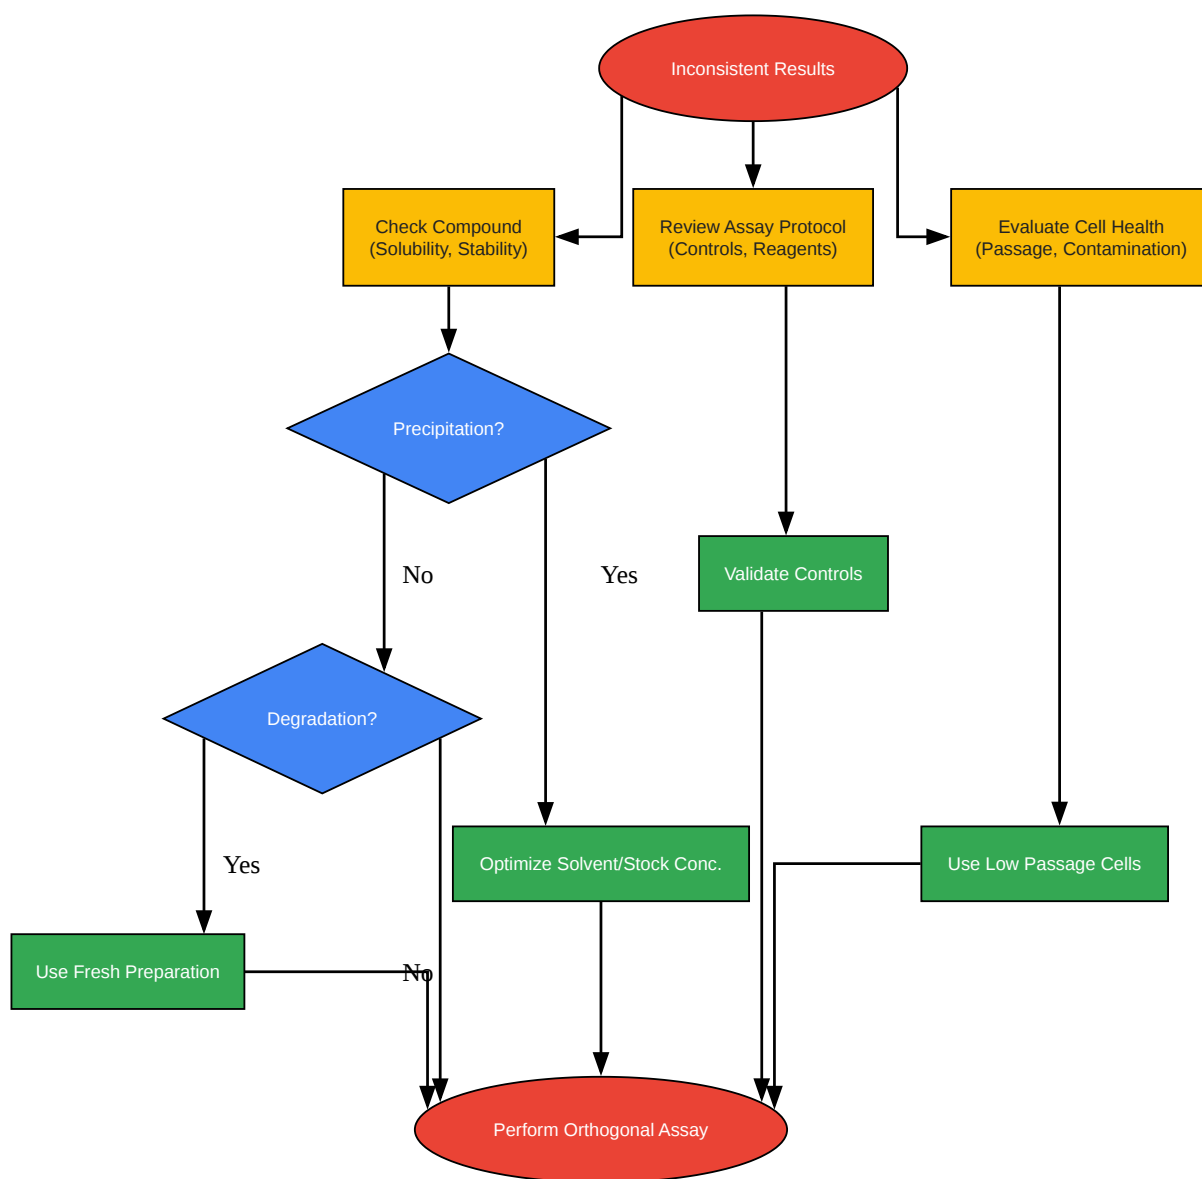 Inconsistent Results
Check Compound
(Solubility, Stability)
Review Assay Protocol
(Controls, Reagents)
Evaluate Cell Health
(Passage, Contamination)
Precipitation?
No
Yes
Validate Controls
Degradation?
Yes
Optimize Solvent/Stock Conc.
Use Low Passage Cells
Use Fresh Preparation
No
Perform Orthogonal Assay